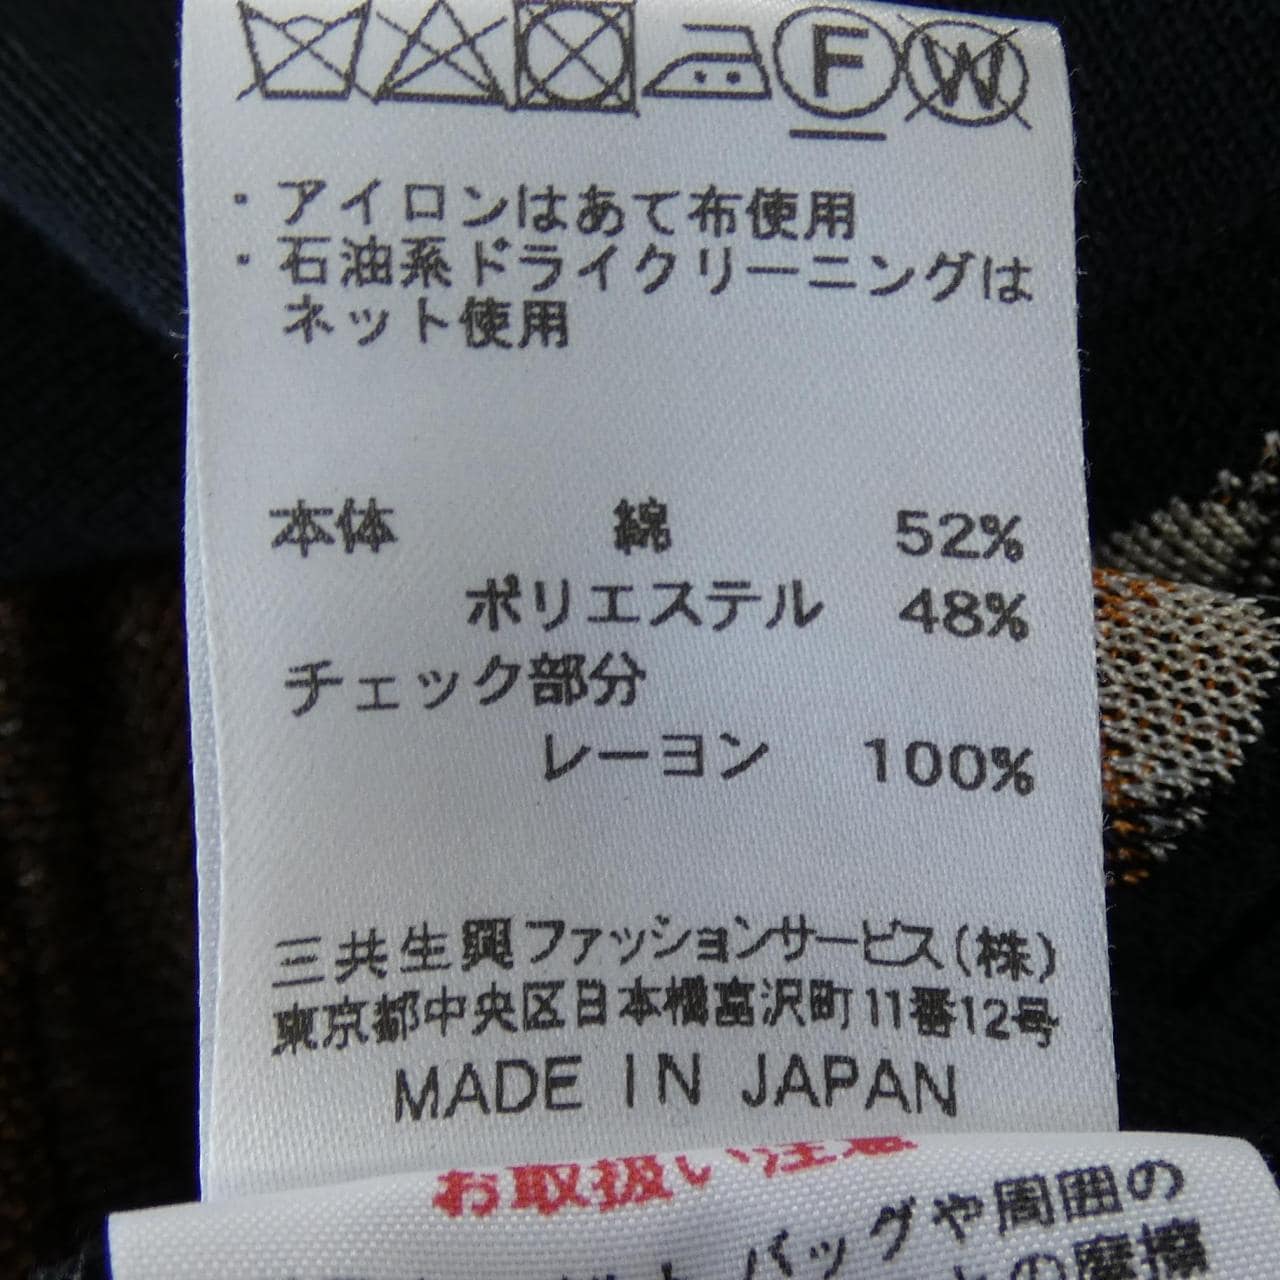 F W
・アイロンはあて布使用
・石油系ドライクリーニングは
ネット使用
本体 綿 52%
ポリエステル 48%
チェック部分
レーヨン 100%
三共生興ファッションサービス(株)
東京都中央区日本橋富沢町11番12号
MADE IN JAPAN
お取扱い注意
バッグや周囲の
との摩擦